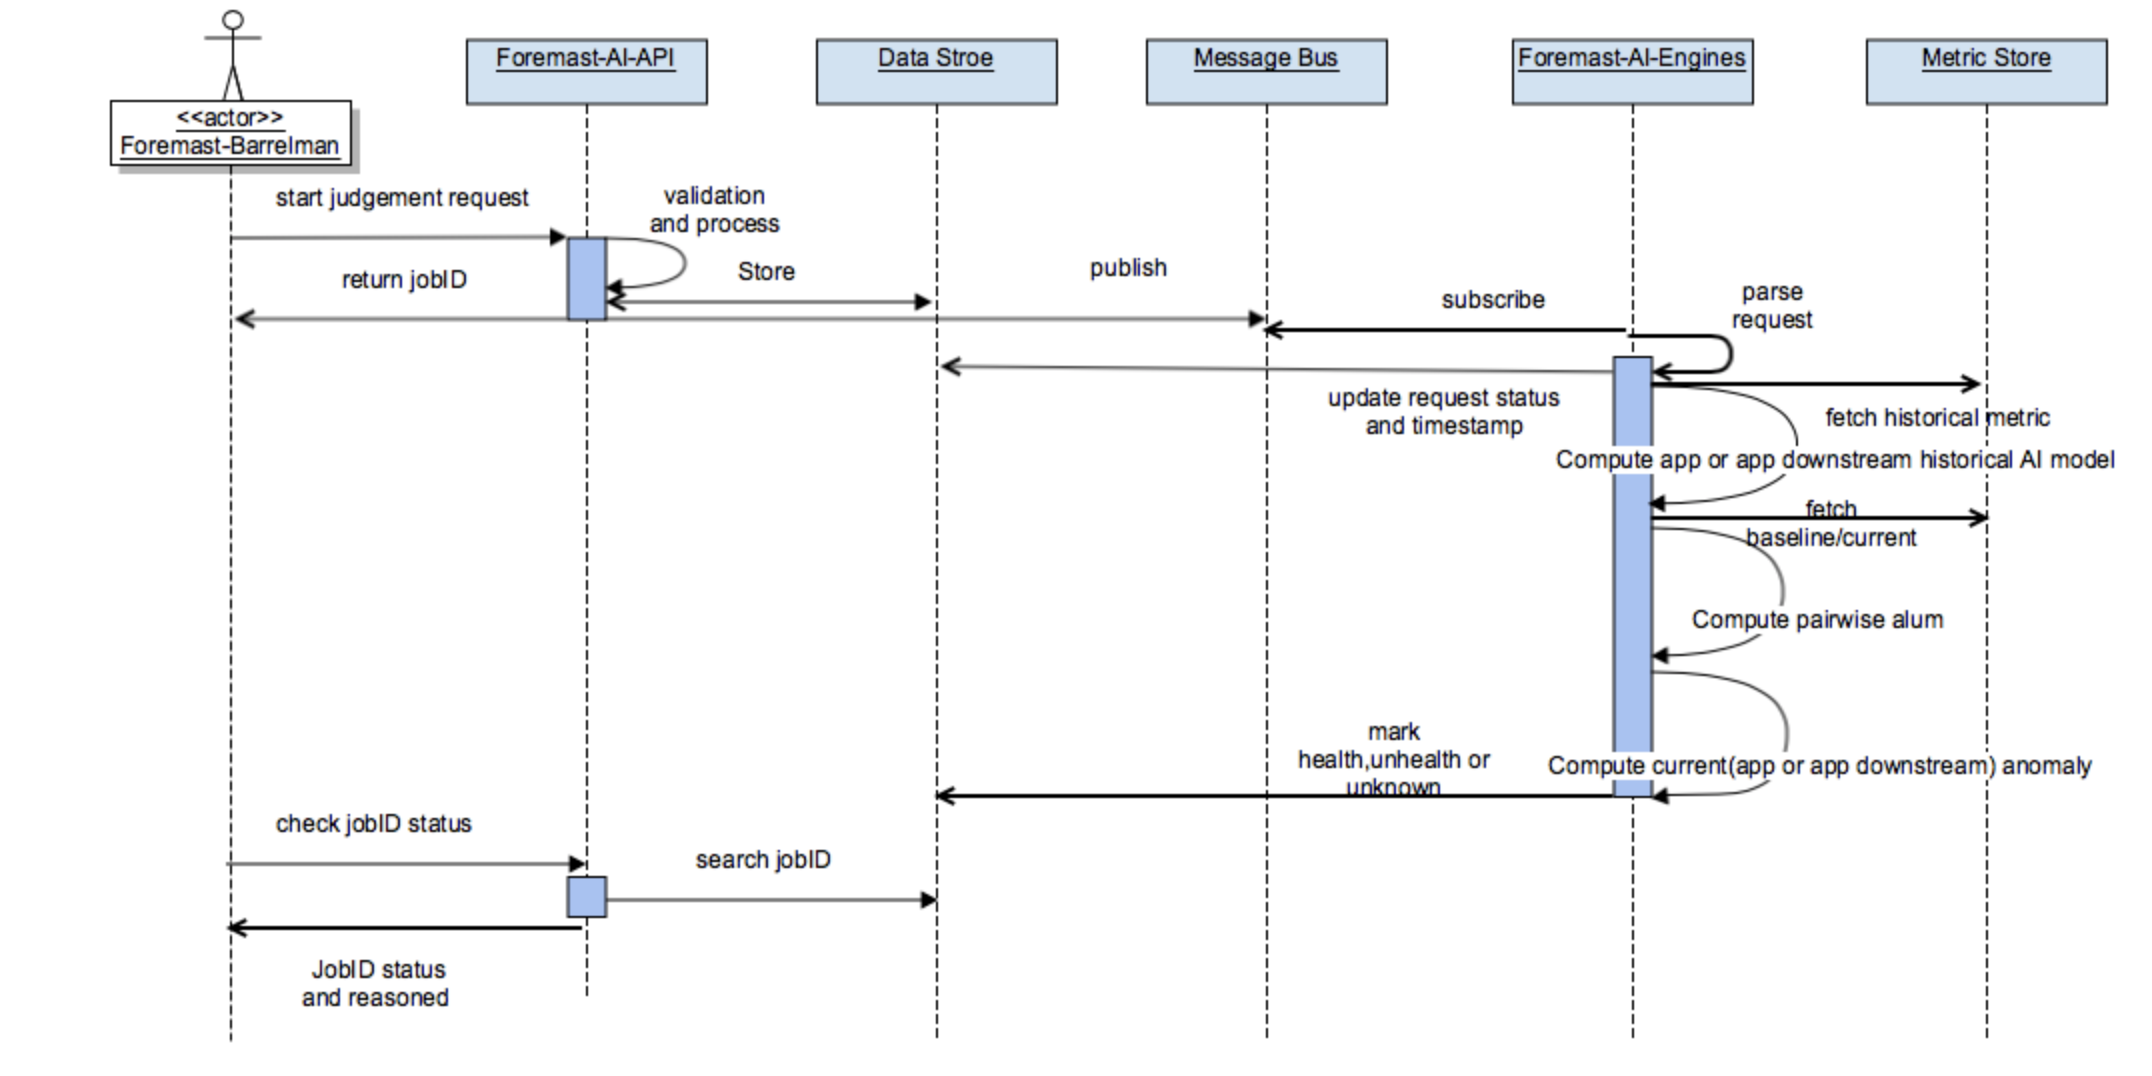 Foremast-AI-API
Data Stroe
Message Bus
Foremast-AI-Engines
Metric Store
<<actor>>
Foremast-Barrelman
start judgement request
validation
and process
return jobID
Store
publish
subscribe
parse
request
update request status
and timestamp
fetch historical metric
Compute app or app downstream historical AI model
fetch
baseline/current
Compute pairwise alum
mark
health,unhealth or
unknown
Compute current(app or app downstream) anomaly
check jobID status
search jobID
JobID status
and reasoned